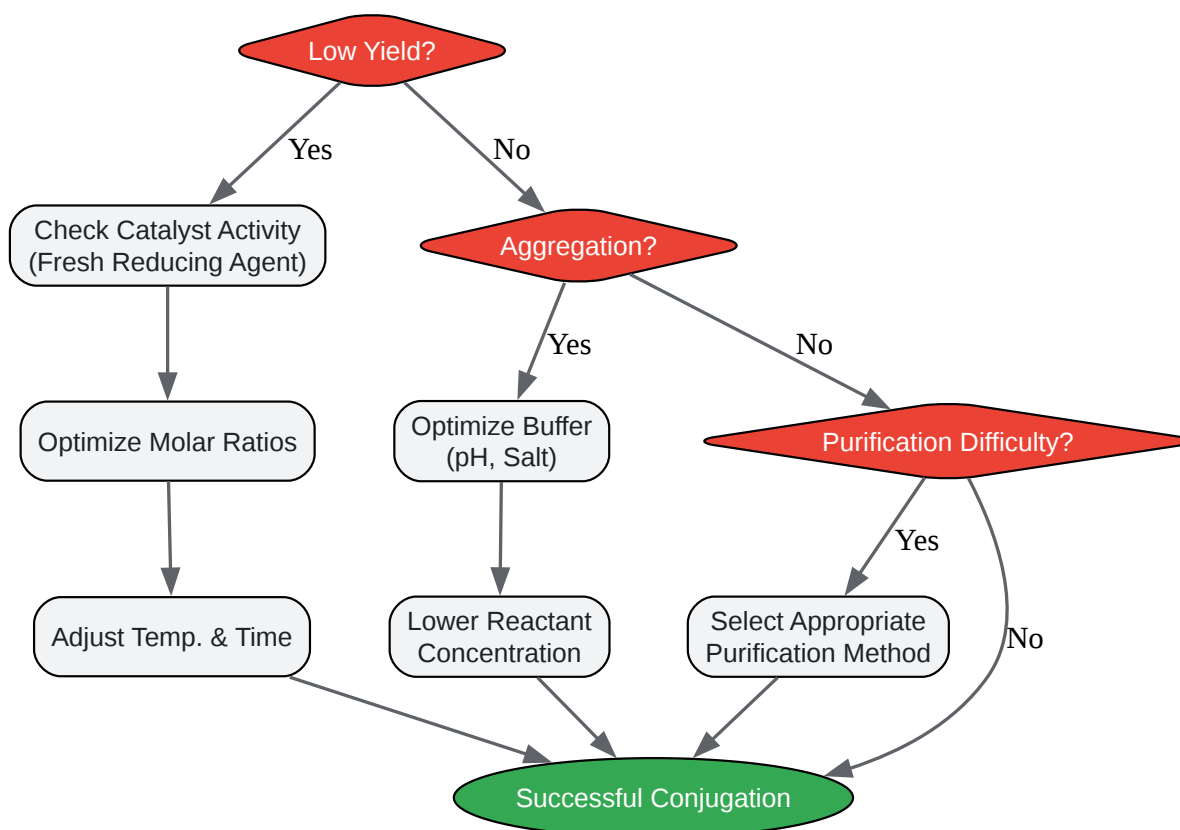 Low Yield?
Yes
No
Check Catalyst Activity
(Fresh Reducing Agent)
Aggregation?
Yes
No
Optimize Molar Ratios
Optimize Buffer
(pH, Salt)
Purification Difficulty?
Yes
No
Adjust Temp. & Time
Lower Reactant
Concentration
Select Appropriate
Purification Method
Successful Conjugation